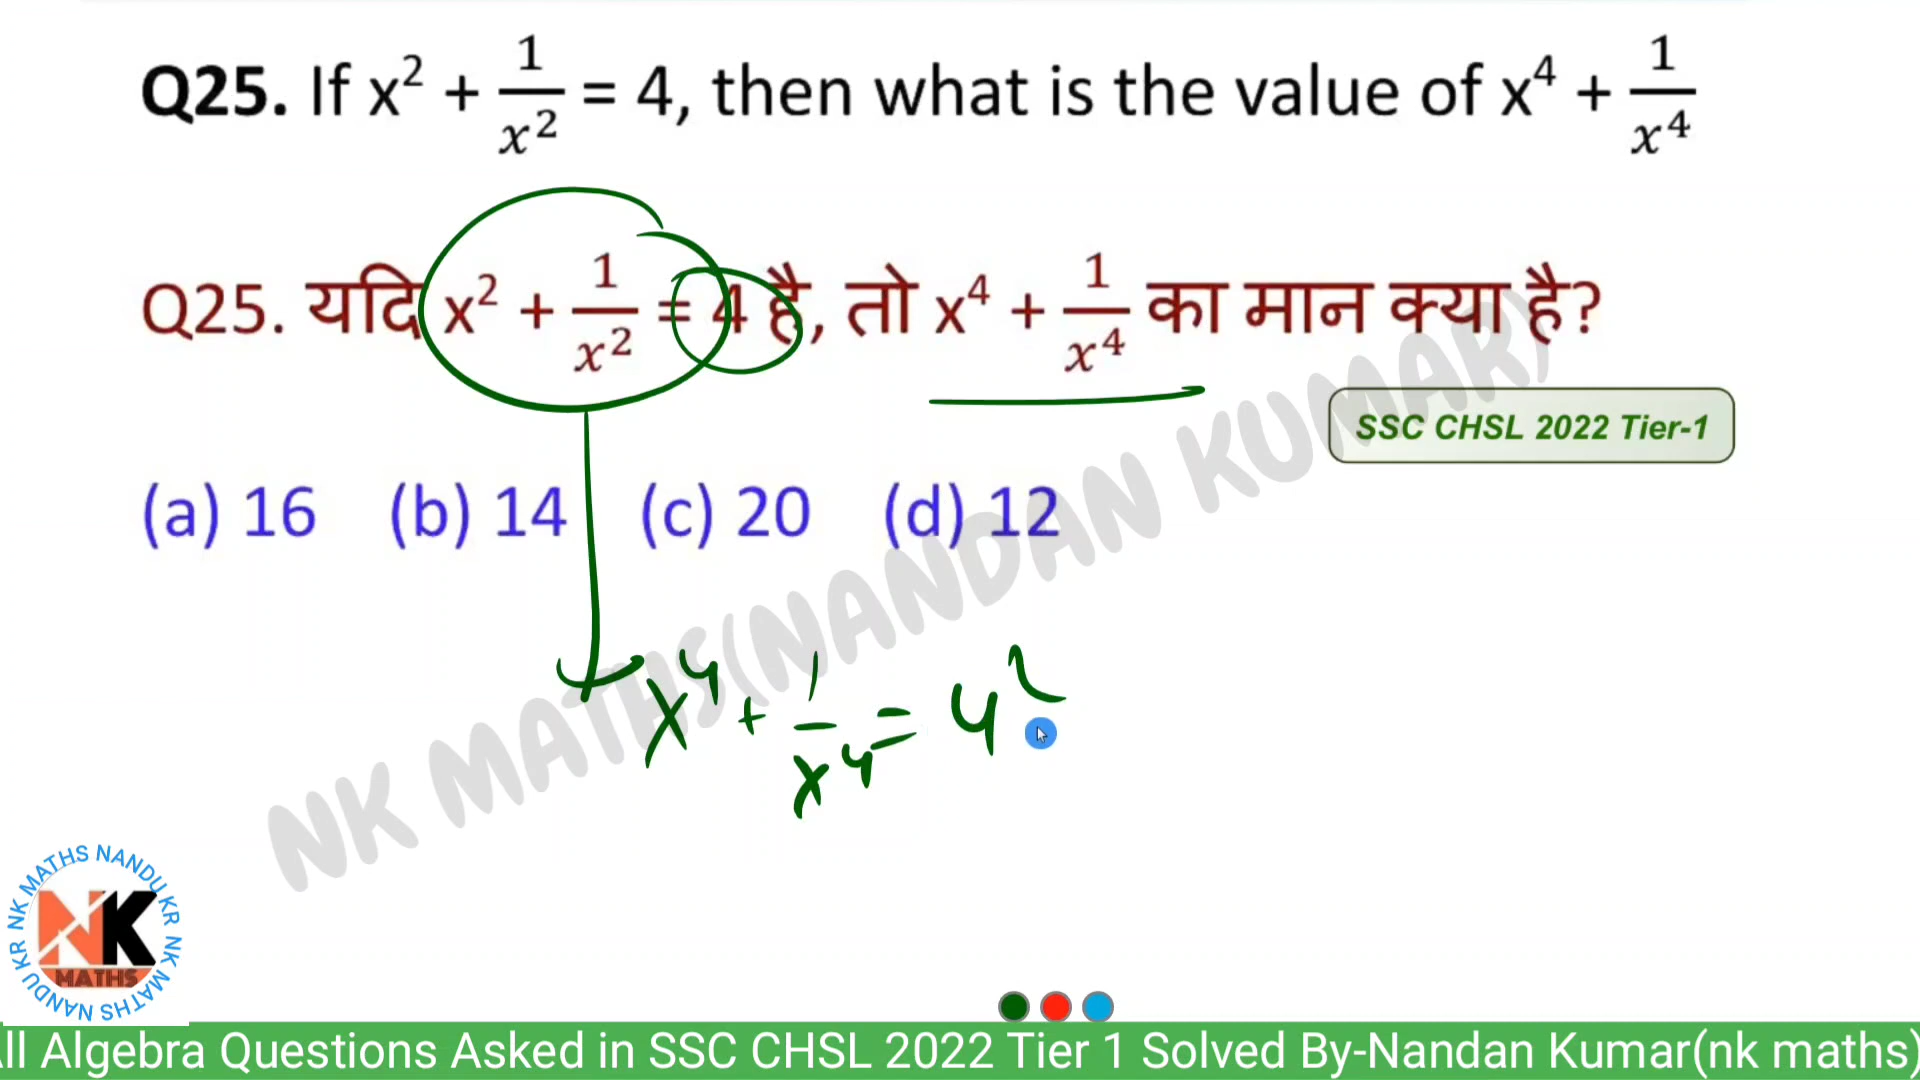 Q25. If x² + 1/x² = 4, then what is the value of x⁴ + 1/x⁴
Q25. यदि x² + 1/x² = 4 है, तो x⁴ + 1/x⁴ का मान क्या है?
SSC CHSL 2022 Tier-1
(a) 16 (b) 14 (c) 20 (d) 12
x⁴ + 1/x⁴ = 4²
NK MATHS(NANDAN KUMAR)
NK MATHS NANDU KR NK MATHS NANDU KR
NK
MATHS
ll Algebra Questions Asked in SSC CHSL 2022 Tier 1 Solved By-Nandan Kumar(nk maths)